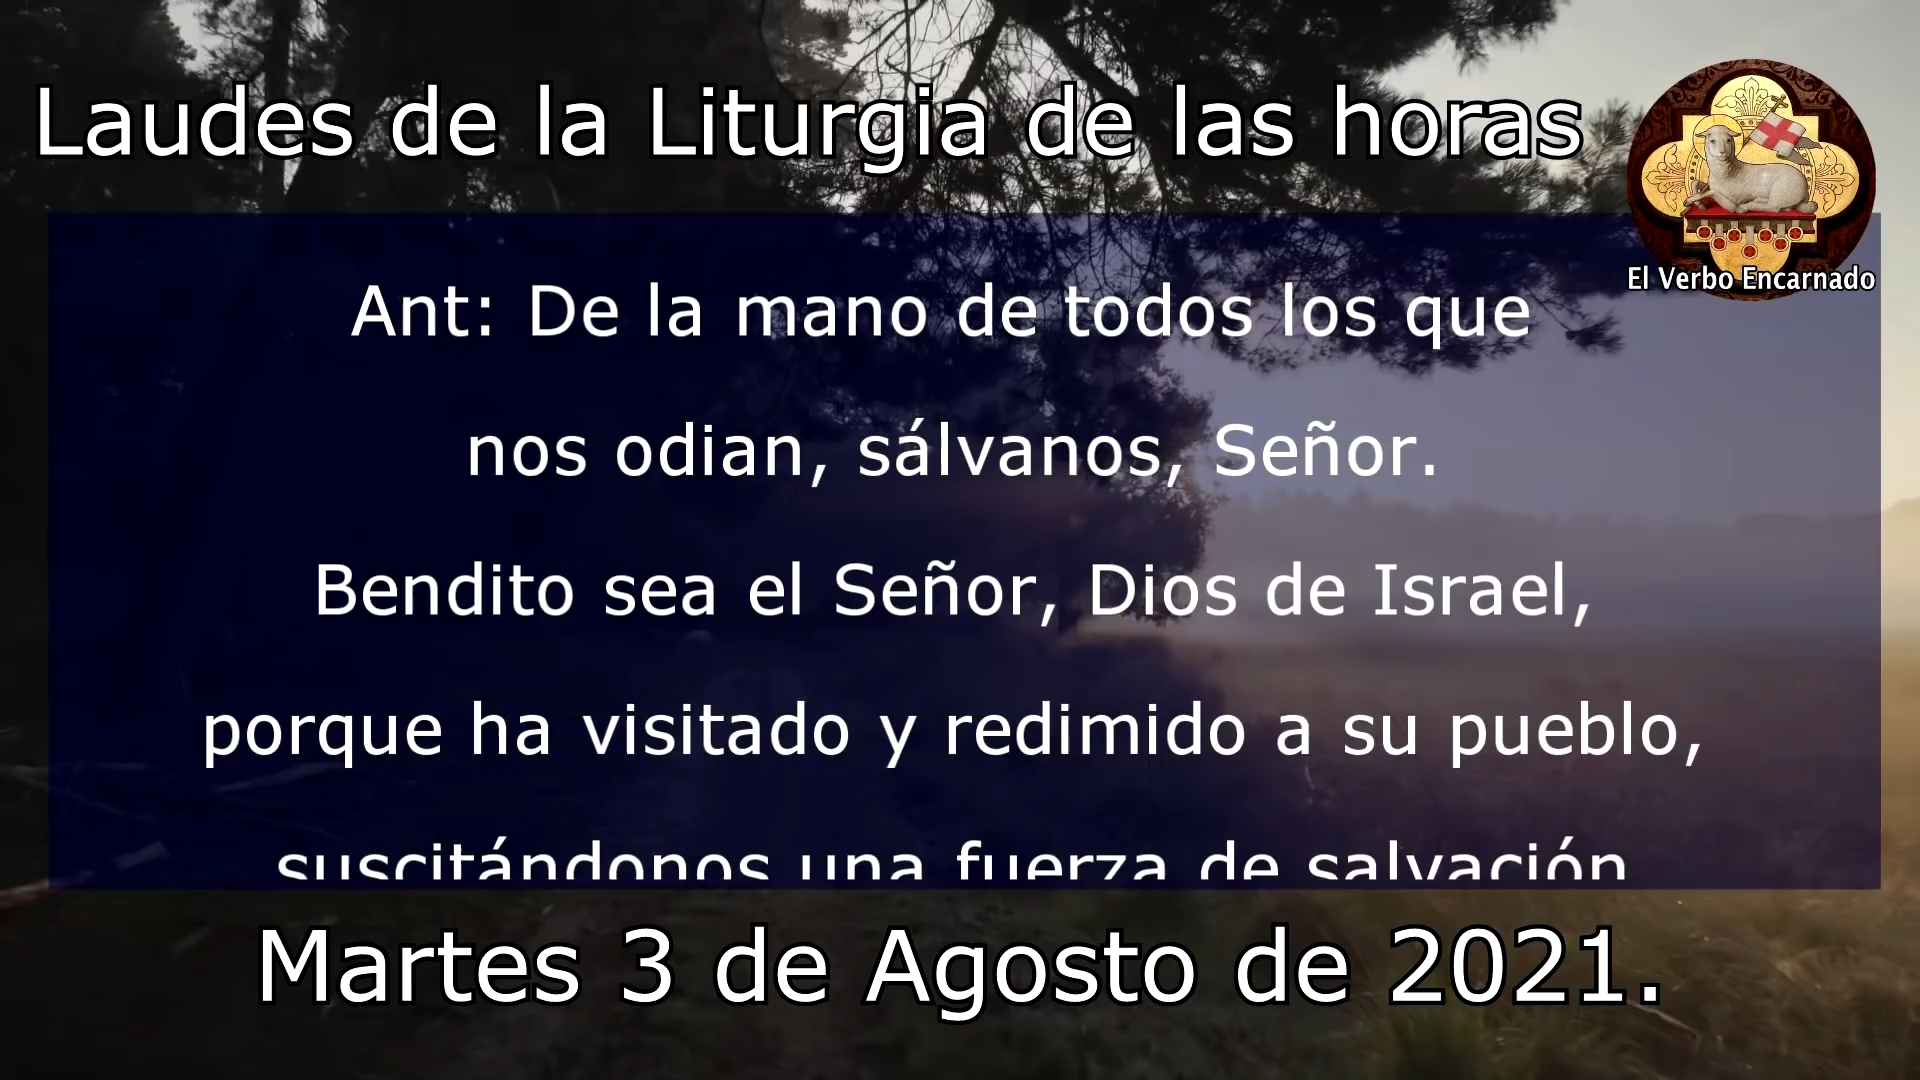 Laudes de la Liturgia de las horas
El Verbo Encarnado
Ant: De la mano de todos los que
nos odian, sálvanos, Señor.
Bendito sea el Señor, Dios de Israel,
porque ha visitado y redimido a su pueblo,
suscitándonos una fuerza de salvación
Martes 3 de Agosto de 2021.